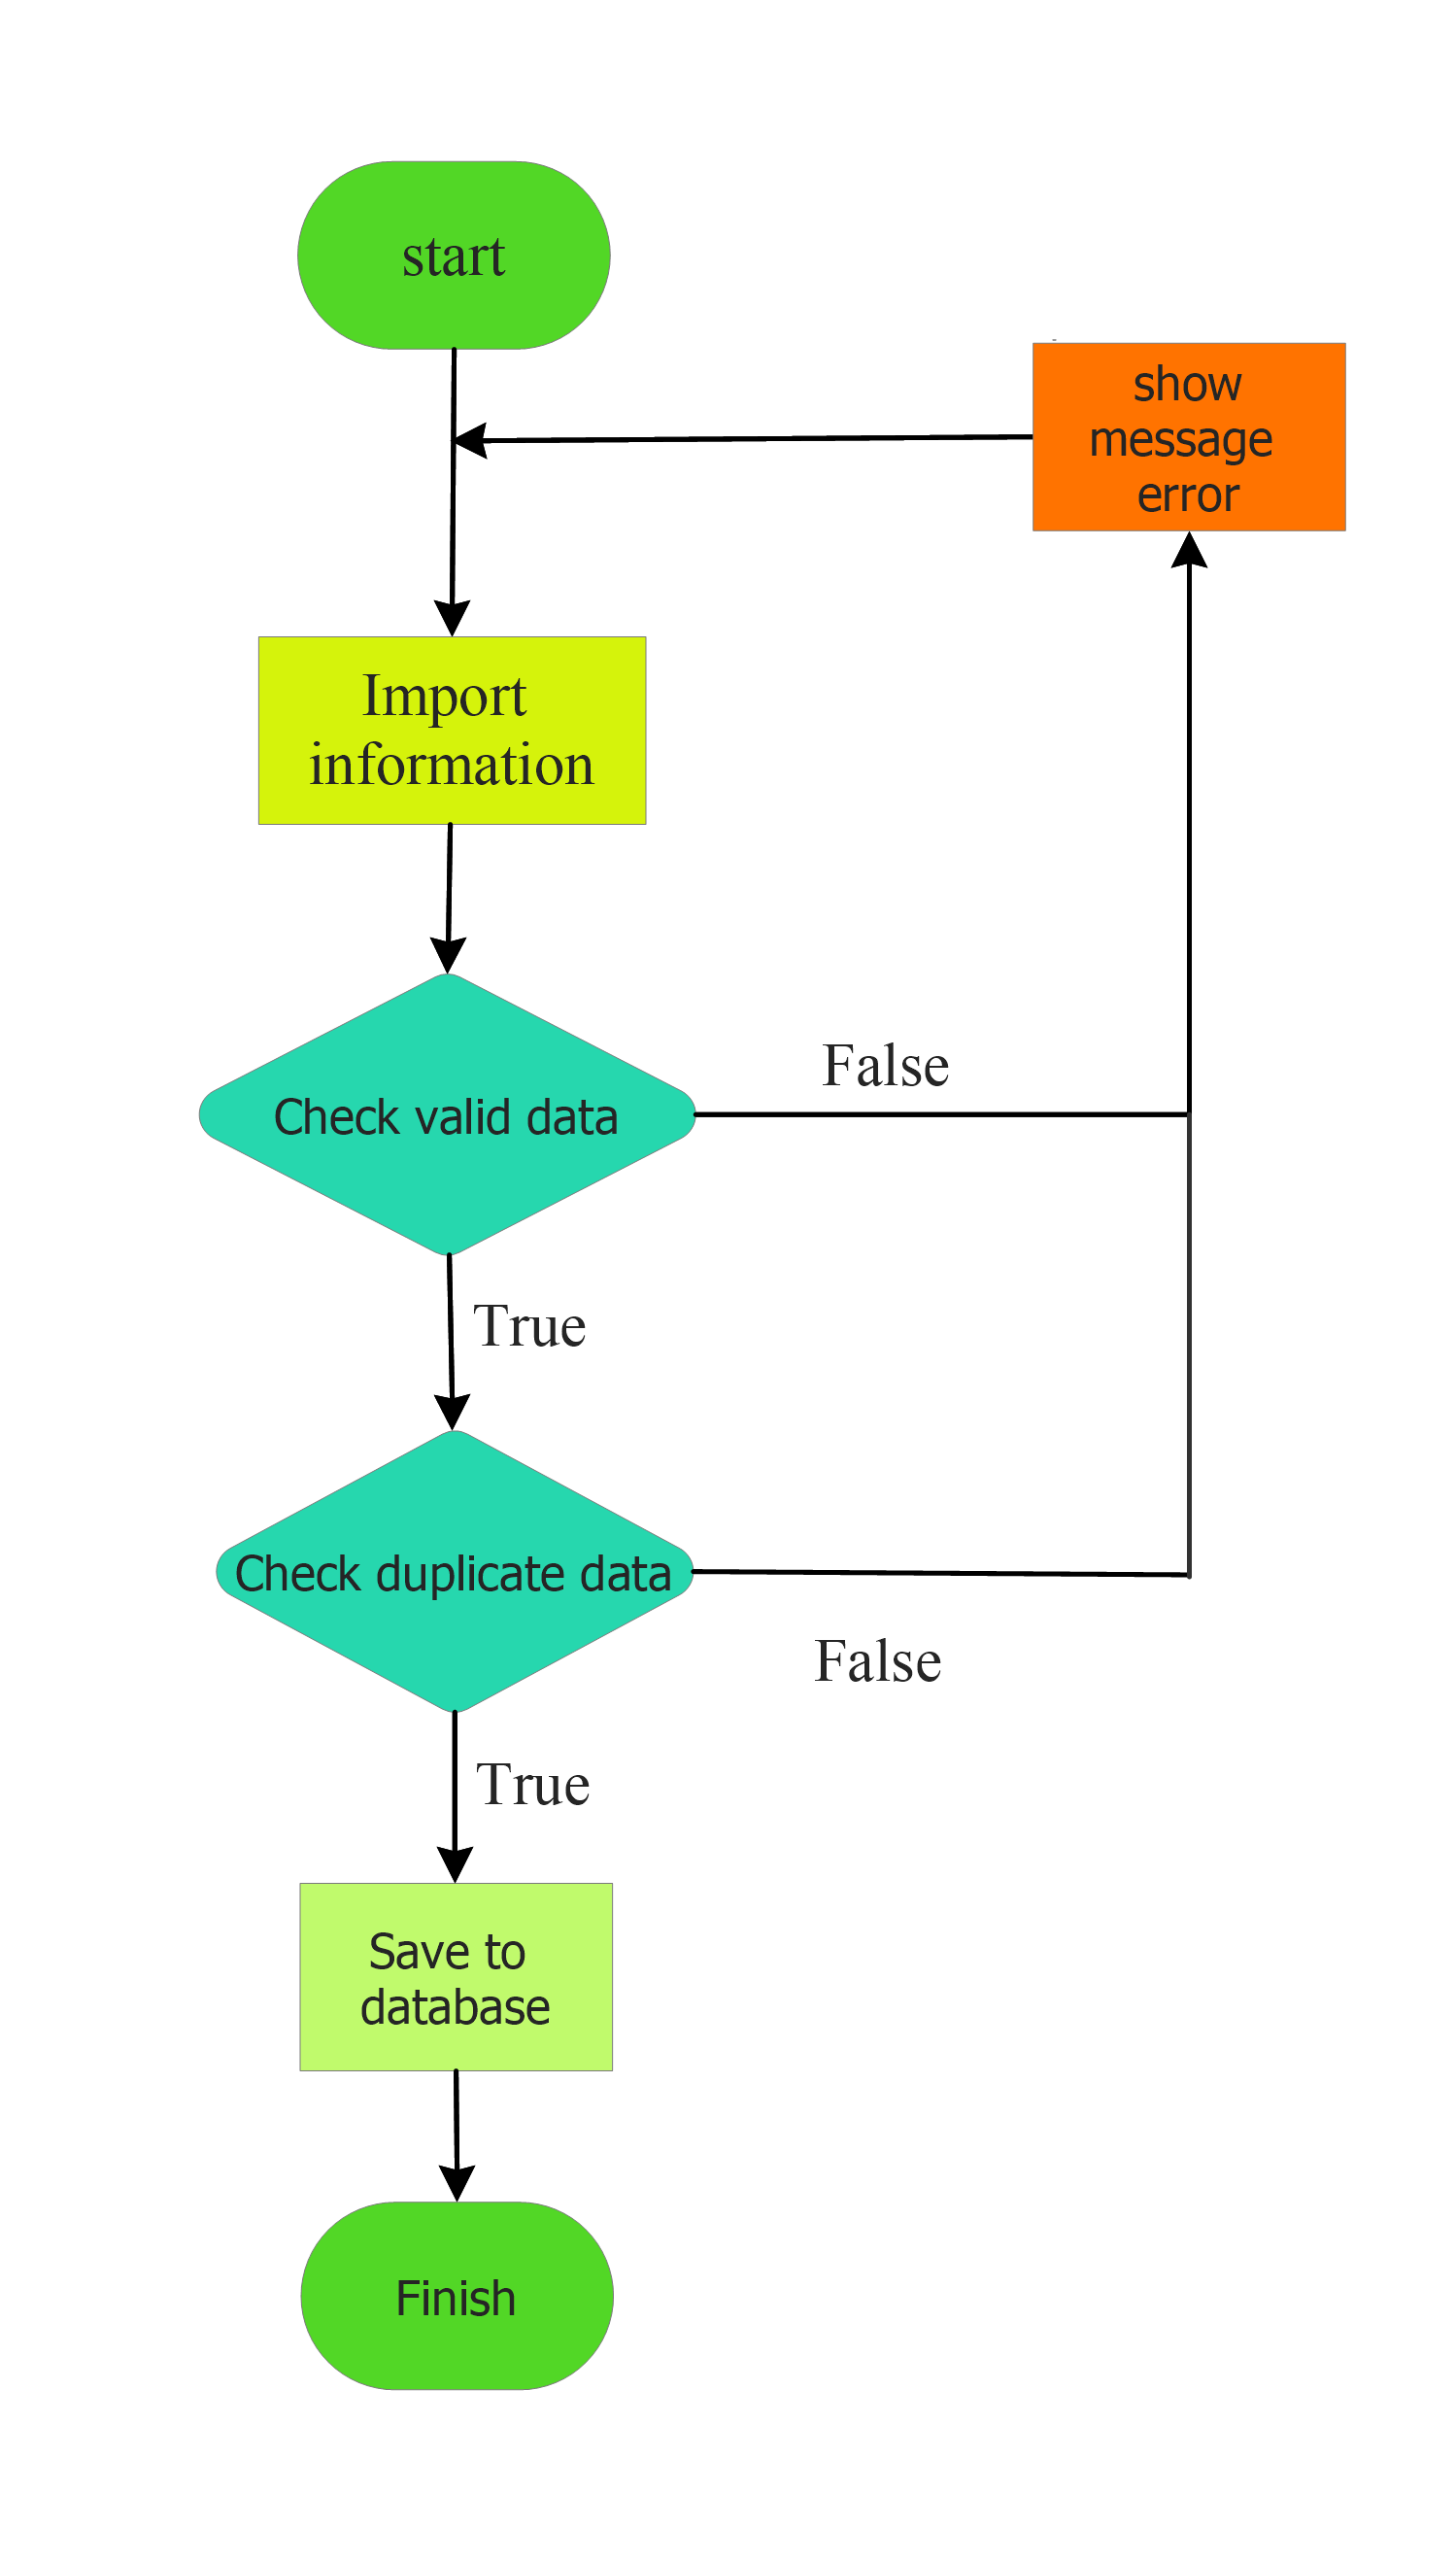 start
show
message
error
Import
information
False
Check valid data
True
Check duplicate data
False
True
Save to
database
Finish